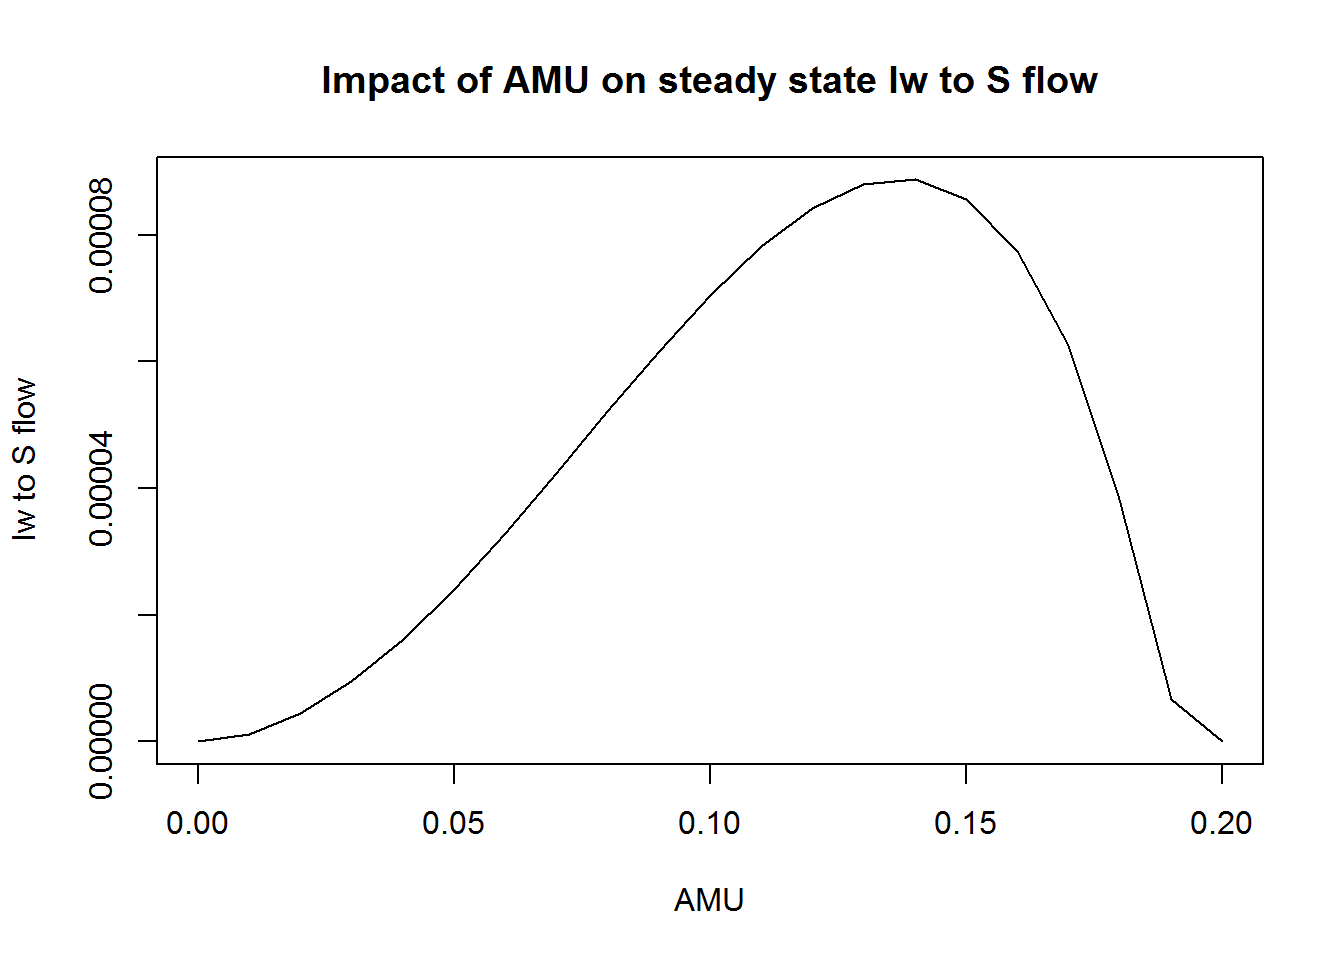 Impact of AMU on steady state Iw to S flow
Iw to S flow
0.00008
0.00004
0.00000
0.00
0.05
0.10
0.15
0.20
AMU